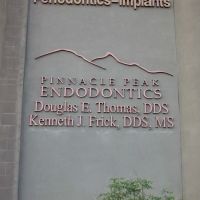 Periodontics-Implants
PINNACLE PEAK
ENDODONTICS
Douglas E. Thomas, DDS
Kenneth J. Frick, DDS, MS